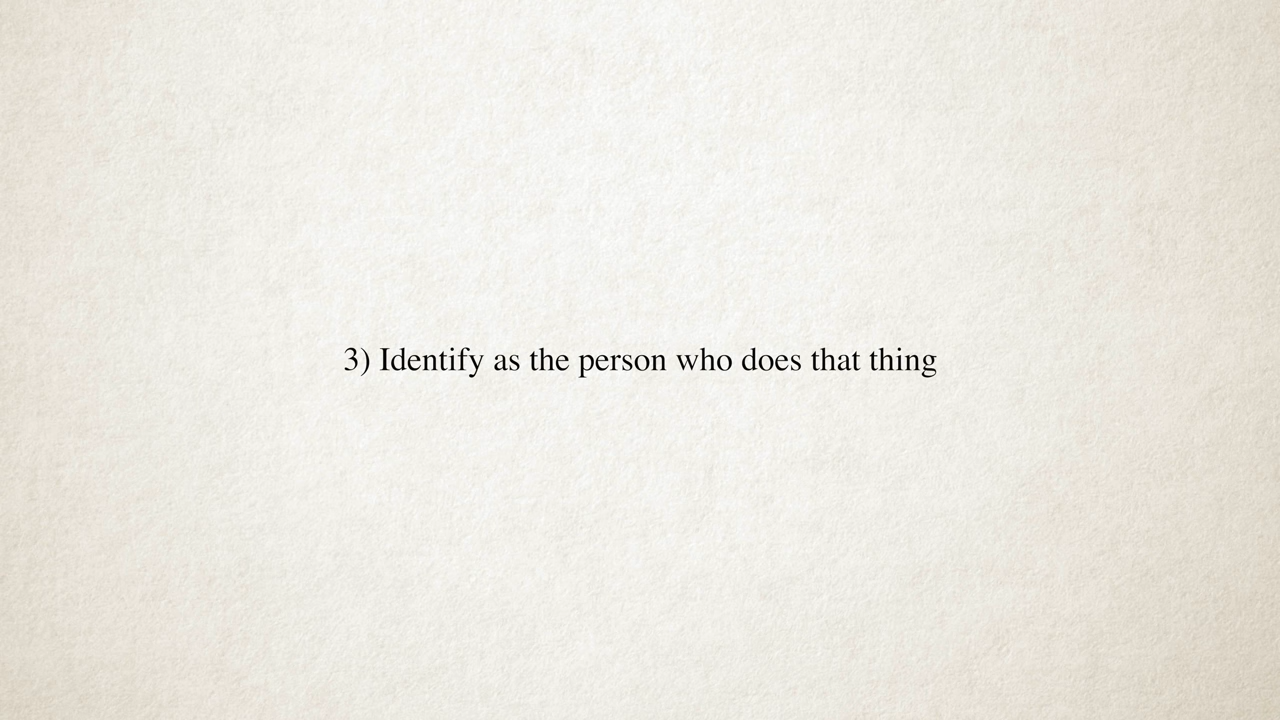 3) Identify as the person who does that thing